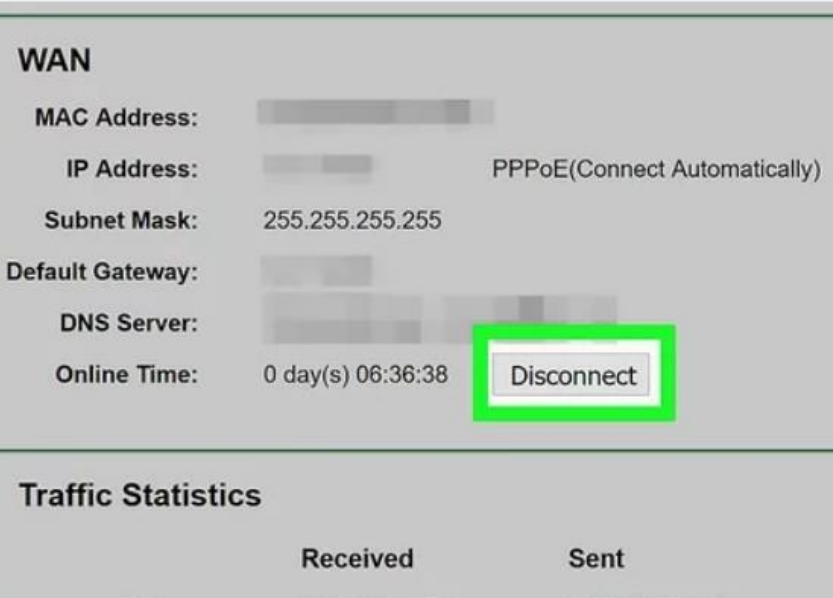 WAN
MAC Address:
IP Address: PPPoE(Connect Automatically)
Subnet Mask: 255.255.255.255
Default Gateway:
DNS Server:
Online Time: 0 day(s) 06:36:38 Disconnect
Traffic Statistics
Received Sent